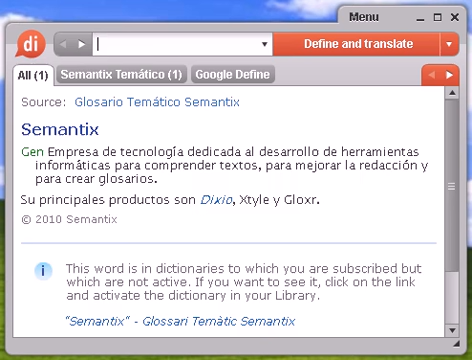 Menu
di
Define and translate
All (1)
Semantix Temático (1)
Google Define
Source: Glosario Temático Semantix
Semantix
Gen Empresa de tecnología dedicada al desarrollo de herramientas
informáticas para comprender textos, para mejorar la redacción y
para crear glosarios.
Su principales productos son Dixio, Xtyle y Gloxr.
© 2010 Semantix
i
This word is in dictionaries to which you are subscribed but
which are not active. If you want to see it, click on the link
and activate the dictionary in your Library.
"Semantix" - Glossari Temàtic Semantix